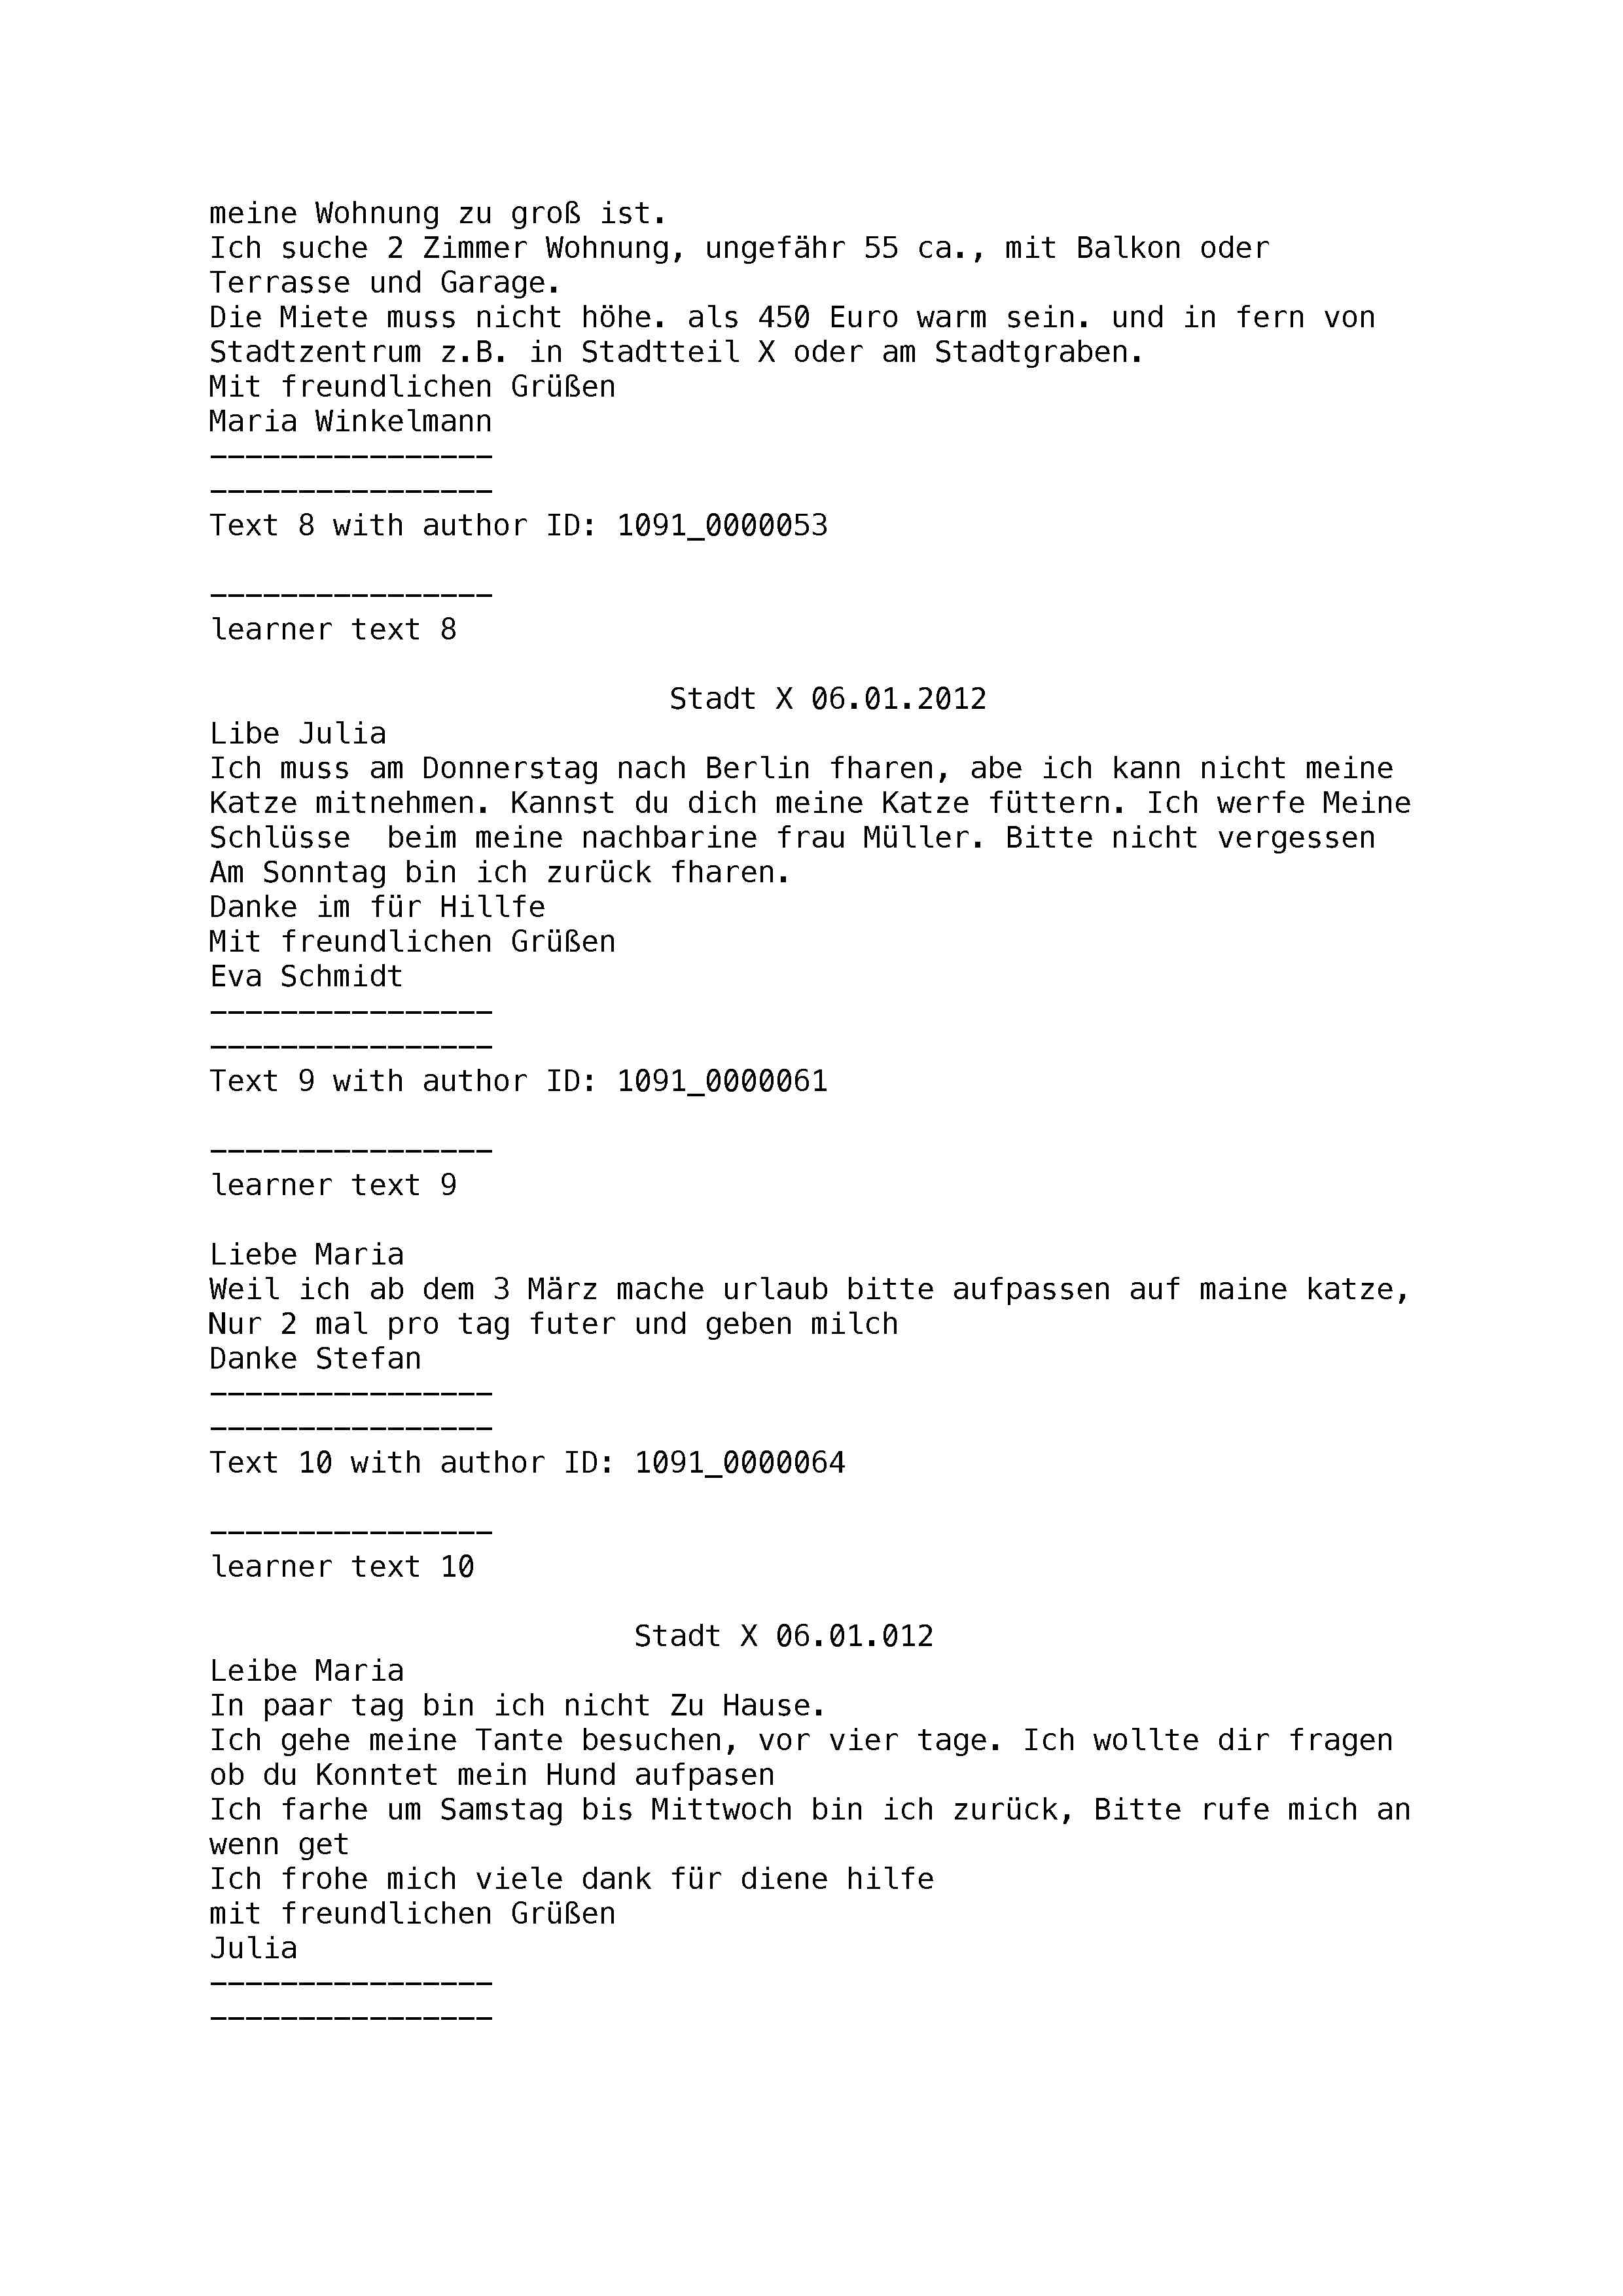 meine Wohnung zu groß ist.
Ich suche 2 Zimmer Wohnung, ungefähr 55 ca., mit Balkon oder
Terrasse und Garage.
Die Miete muss nicht höhe. als 450 Euro warm sein. und in fern von
Stadtzentrum z.B. in Stadtteil X oder am Stadtgraben.
Mit freundlichen Grüßen
Maria Winkelmann
----------------
----------------
Text 8 with author ID: 1091_0000053
----------------
learner text 8
Stadt X 06.01.2012
Libe Julia
Ich muss am Donnerstag nach Berlin fharen, abe ich kann nicht meine
Katze mitnehmen. Kannst du dich meine Katze füttern. Ich werfe Meine
Schlüsse  beim meine nachbarine frau Müller. Bitte nicht vergessen
Am Sonntag bin ich zurück fharen.
Danke im für Hillfe
Mit freundlichen Grüßen
Eva Schmidt
----------------
----------------
Text 9 with author ID: 1091_0000061
----------------
learner text 9
Liebe Maria
Weil ich ab dem 3 März mache urlaub bitte aufpassen auf maine katze,
Nur 2 mal pro tag futer und geben milch
Danke Stefan
----------------
----------------
Text 10 with author ID: 1091_0000064
----------------
learner text 10
Stadt X 06.01.012
Leibe Maria
In paar tag bin ich nicht Zu Hause.
Ich gehe meine Tante besuchen, vor vier tage. Ich wollte dir fragen
ob du Konntet mein Hund aufpasen
Ich farhe um Samstag bis Mittwoch bin ich zurück, Bitte rufe mich an
wenn get
Ich frohe mich viele dank für diene hilfe
mit freundlichen Grüßen
Julia
----------------
----------------